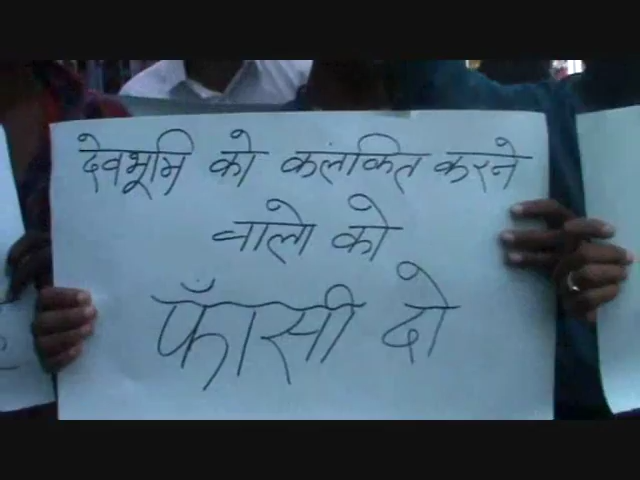 देवभूमि को कलंकित करने
वालो को
फाँसी दो